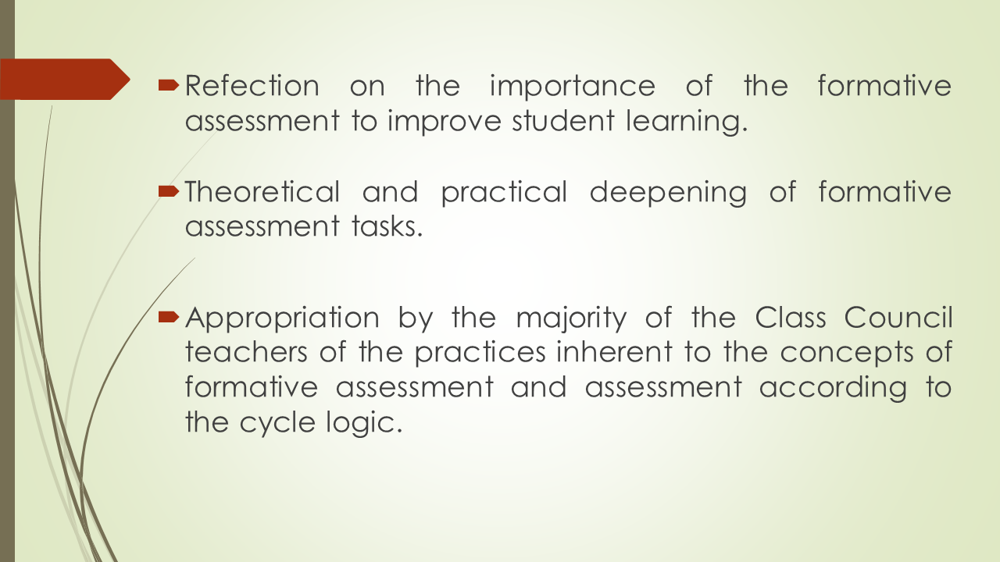 Refection on the importance of the formative
assessment to improve student learning.
Theoretical and practical deepening of formative
assessment tasks.
Appropriation by the majority of the Class Council
teachers of the practices inherent to the concepts of
formative assessment and assessment according to
the cycle logic.